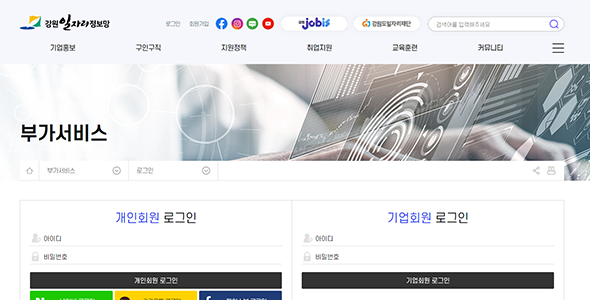 강원일자리정보망
로그인 회원가입
강원 jobis
강원도일자리재단
검색어를 입력해주세요
기업홍보 구인구직 지원정책 취업지원 교육훈련 커뮤니티
부가서비스
부가서비스 로그인
개인회원 로그인
아이디
비밀번호
개인회원 로그인
기업회원 로그인
아이디
비밀번호
기업회원 로그인